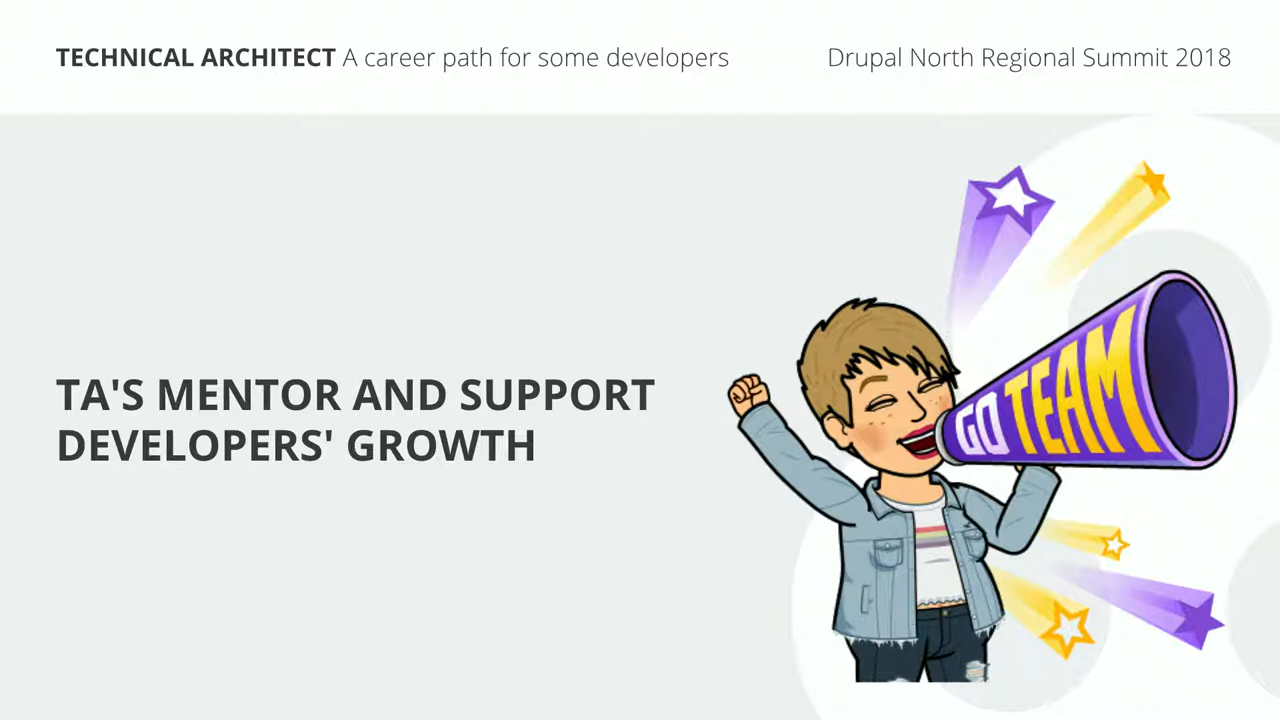 TECHNICAL ARCHITECT A career path for some developers
Drupal North Regional Summit 2018
TA'S MENTOR AND SUPPORT
DEVELOPERS' GROWTH
GO TEAM